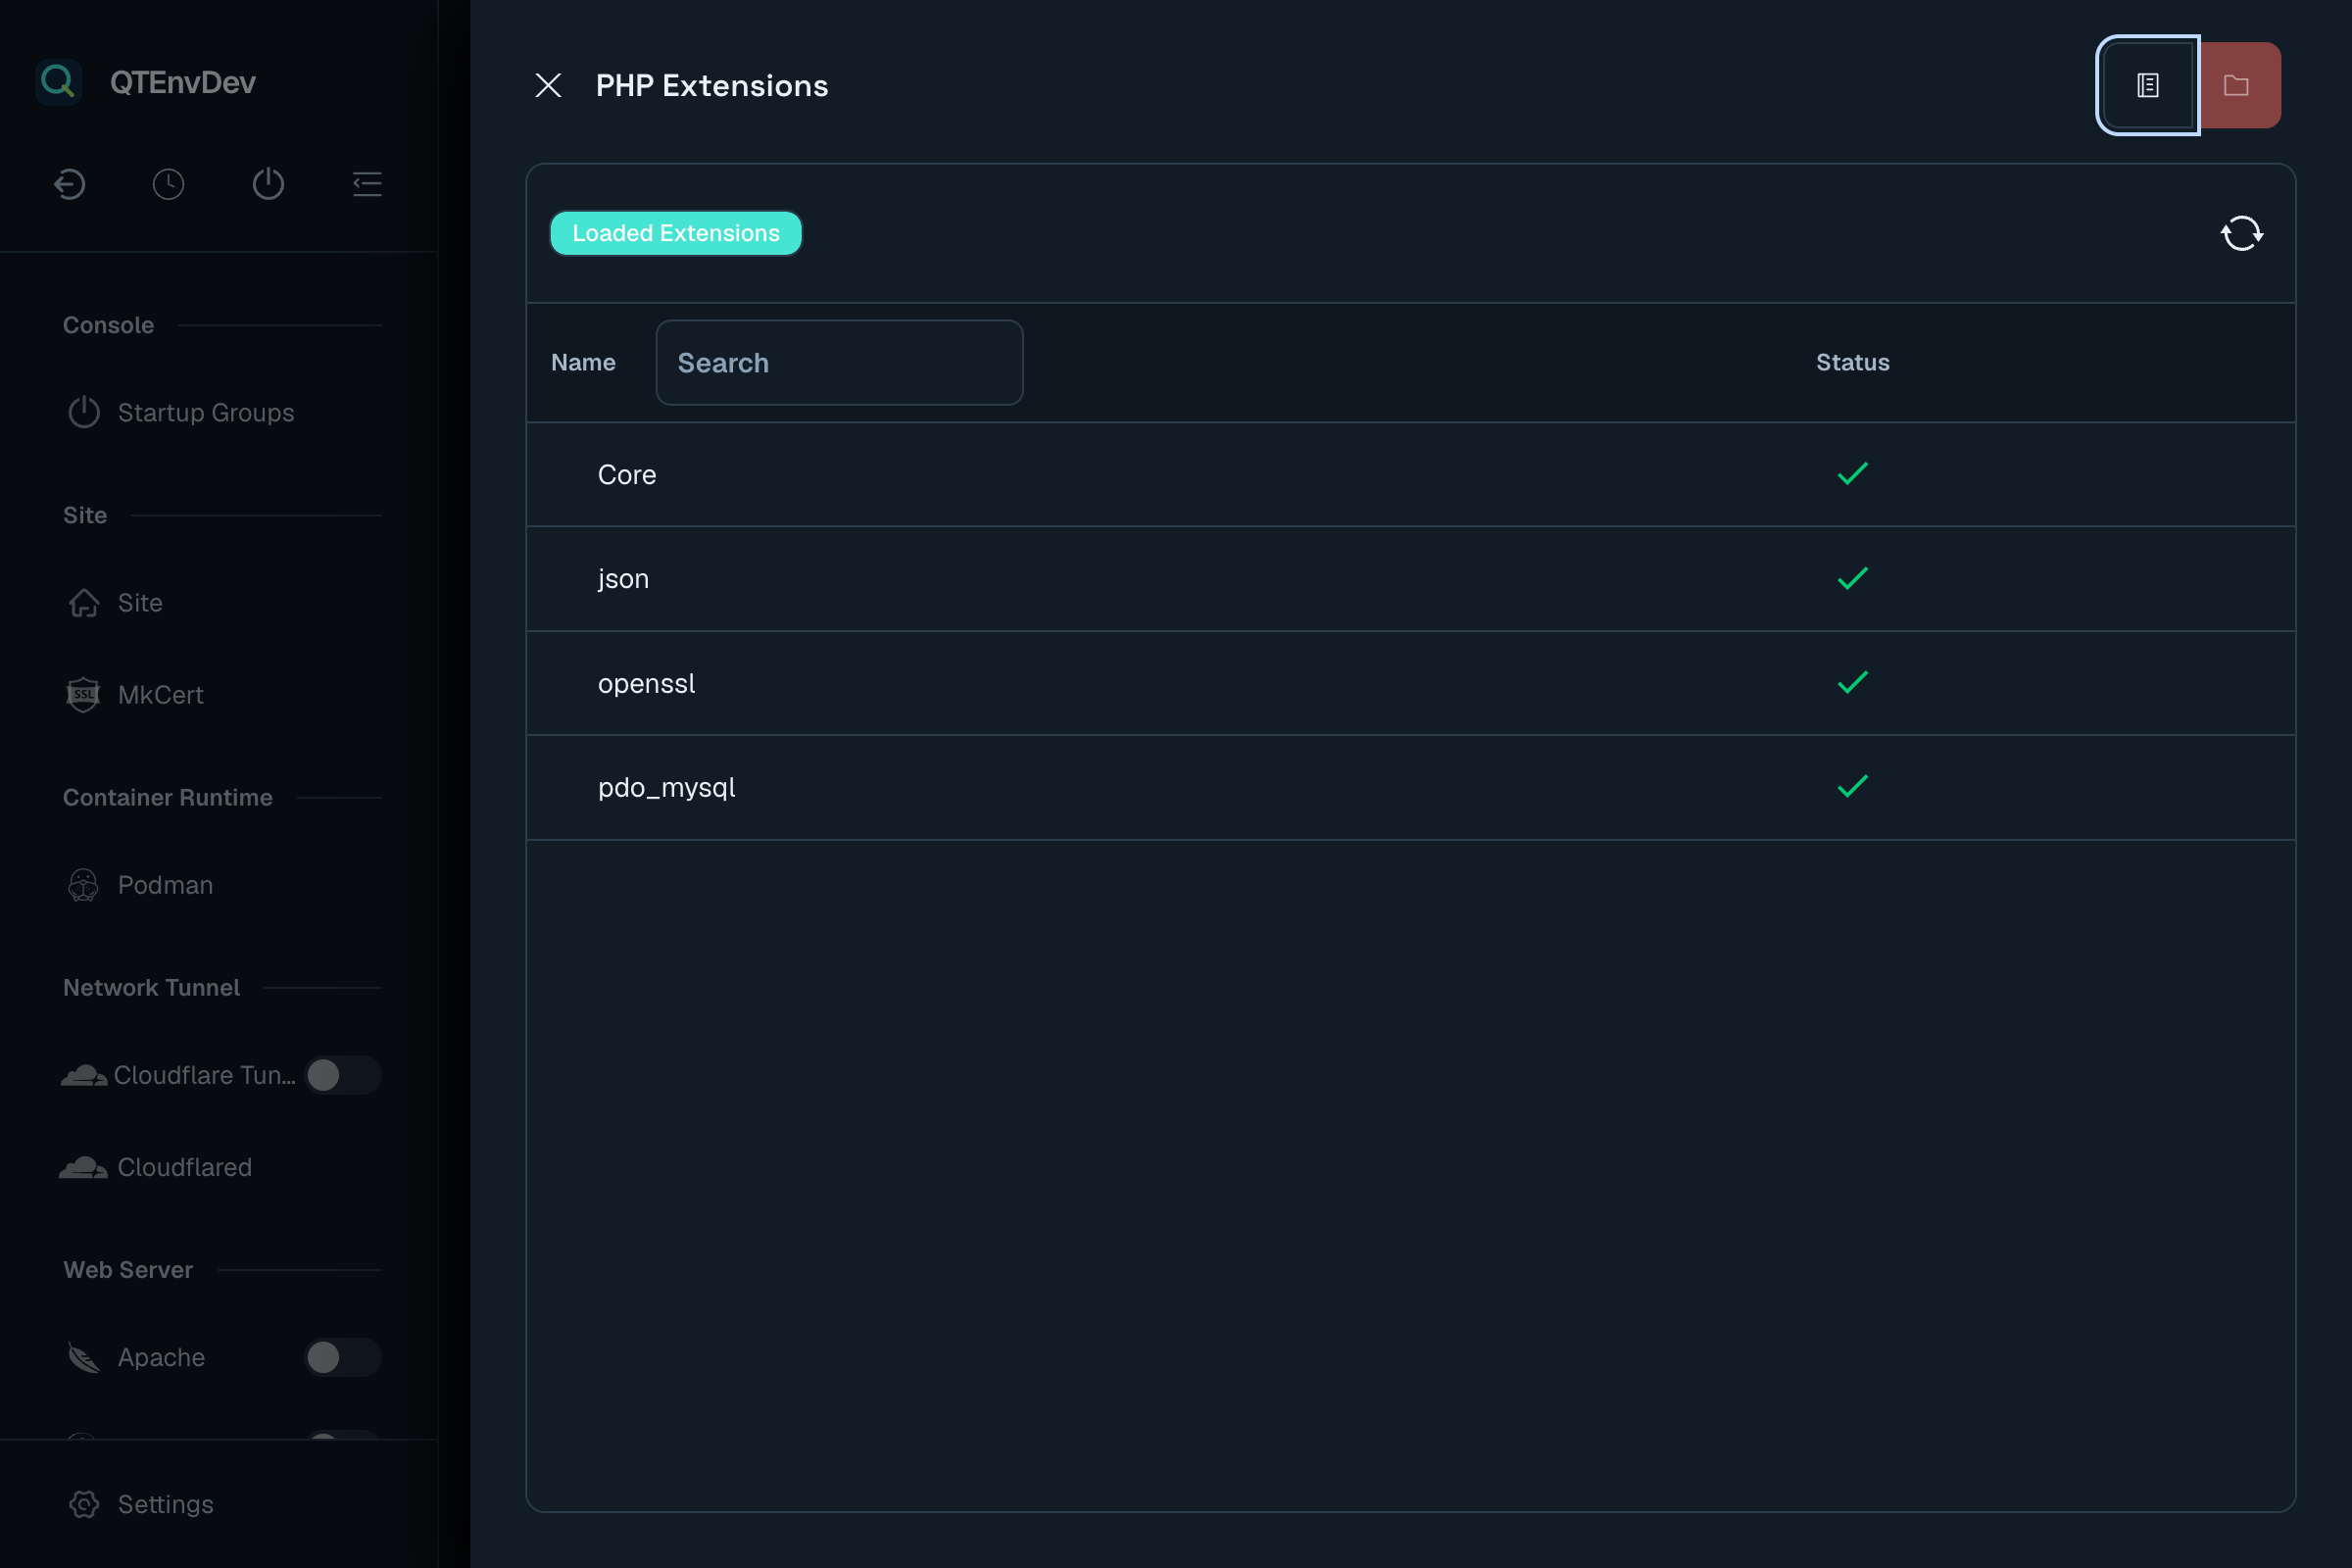 QTEnvDev
Console
Startup Groups
Site
Site
SSL
MkCert
Container Runtime
Podman
Network Tunnel
Cloudflare Tun...
Cloudflared
Web Server
Apache
Settings
PHP Extensions
Loaded Extensions
Name
Search
Status
Core
json
openssl
pdo_mysql